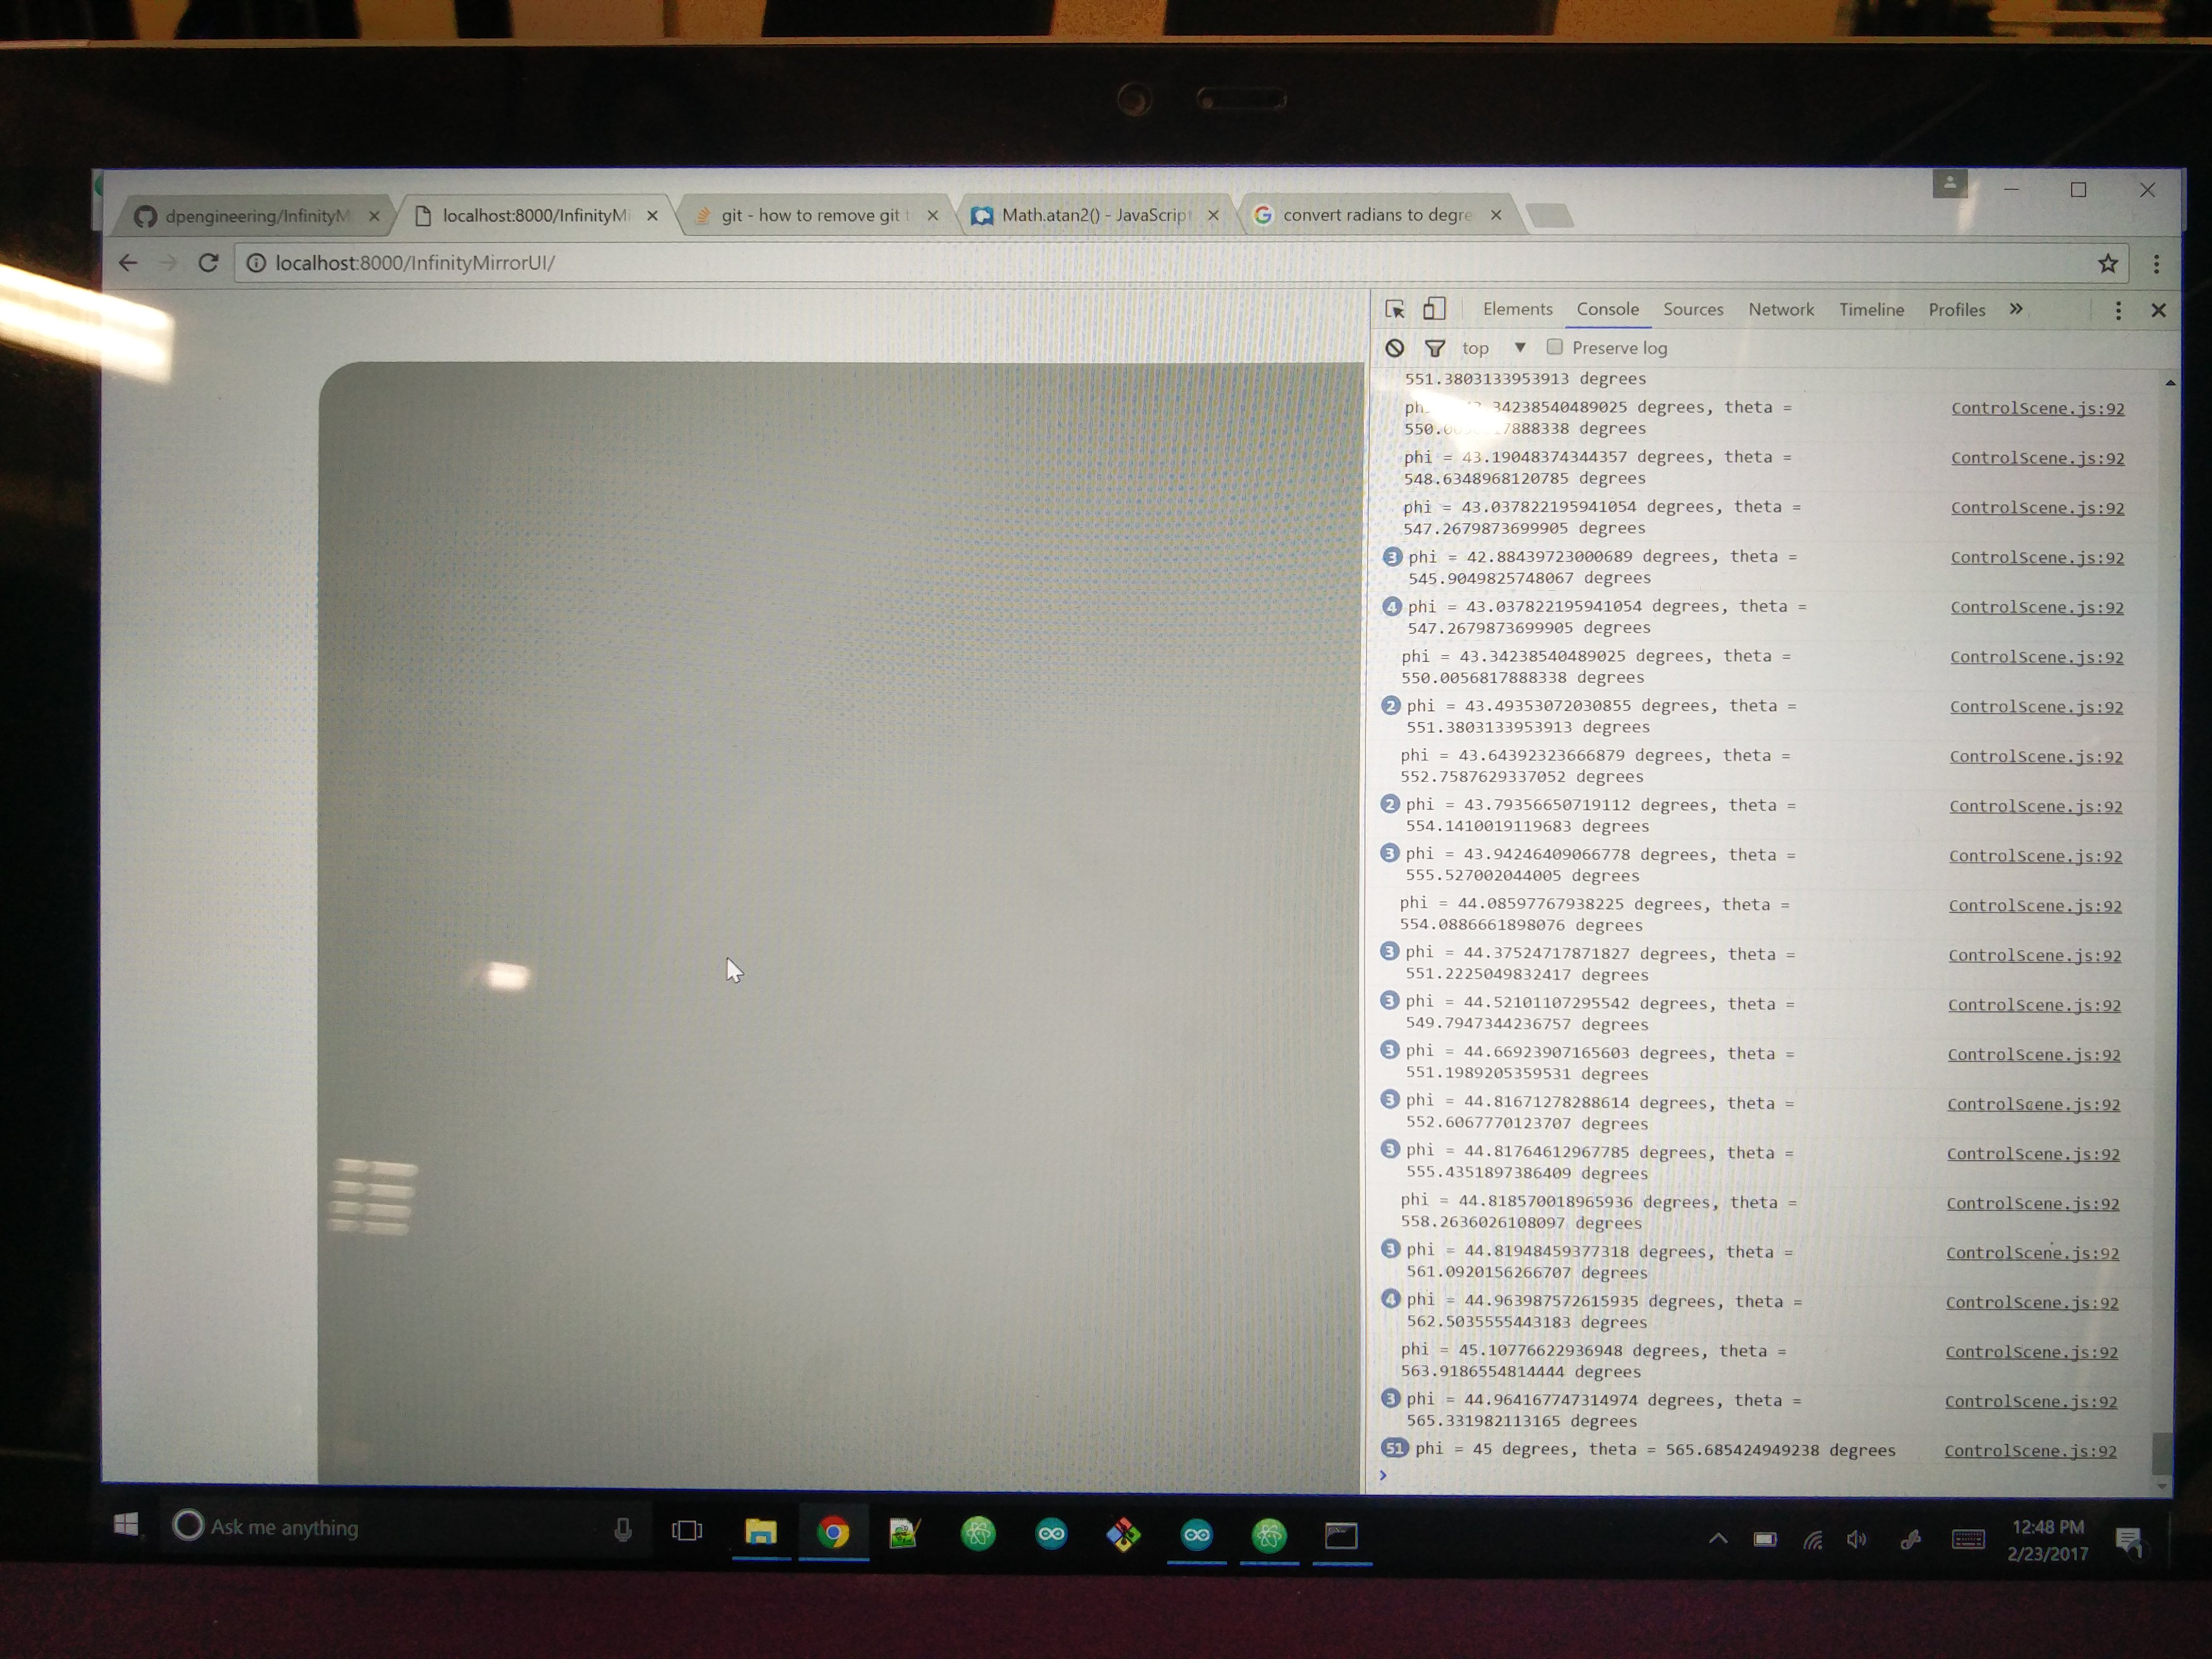 dpengineering/InfinityM
localhost:8000/InfinityMi
git - how to remove git t
Math.atan2() - JavaScript
convert radians to degre
localhost:8000/InfinityMirrorUI/
Elements Console Sources Network Timeline Profiles »
top Preserve log
551.3803133953913 degrees
34238540489025 degrees, theta = ControlScene.js:92
degrees
phi = 43.19048374344357 degrees, theta = ControlScene.js:92
548.6348968120785 degrees
phi = 43.037822195941054 degrees, theta = ControlScene.js:92
547.2679873699905 degrees
3 phi = 42.88439723000689 degrees, theta = ControlScene.js:92
545.9049825748067 degrees
4 phi = 43.037822195941054 degrees, theta = ControlScene.js:92
547.2679873699905 degrees
phi = 43.34238540489025 degrees, theta = ControlScene.js:92
550.0056817888338 degrees
2 phi = 43.49353072030855 degrees, theta = ControlScene.js:92
551.3803133953913 degrees
phi = 43.64392323666879 degrees, theta = ControlScene.js:92
552.7587629337052 degrees
2 phi = 43.79356650719112 degrees, theta = ControlScene.js:92
554.1410019119683 degrees
3 phi = 43.94246409066778 degrees, theta = ControlScene.js:92
555.527002044005 degrees
phi = 44.08597767938225 degrees, theta = ControlScene.js:92
554.0886661898076 degrees
3 phi = 44.37524717871827 degrees, theta = ControlScene.js:92
551.2225049832417 degrees
3 phi = 44.52101107295542 degrees, theta = ControlScene.js:92
549.7947344236757 degrees
3 phi = 44.66923907165603 degrees, theta = ControlScene.js:92
551.1989205359531 degrees
3 phi = 44.81671278288614 degrees, theta = ControlScene.js:92
552.6067770123707 degrees
3 phi = 44.81764612967785 degrees, theta = ControlScene.js:92
555.4351897386409 degrees
phi = 44.818570018965936 degrees, theta = ControlScene.js:92
558.2636026108097 degrees
3 phi = 44.81948459377318 degrees, theta = ControlScene.js:92
561.0920156266707 degrees
4 phi = 44.963987572615935 degrees, theta = ControlScene.js:92
562.5035555443183 degrees
phi = 45.10776622936948 degrees, theta = ControlScene.js:92
563.9186554814444 degrees
3 phi = 44.964167747314974 degrees, theta = ControlScene.js:92
565.331982113165 degrees
51 phi = 45 degrees, theta = 565.685424949238 degrees ControlScene.js:92
Ask me anything
12:48 PM
2/23/2017
1